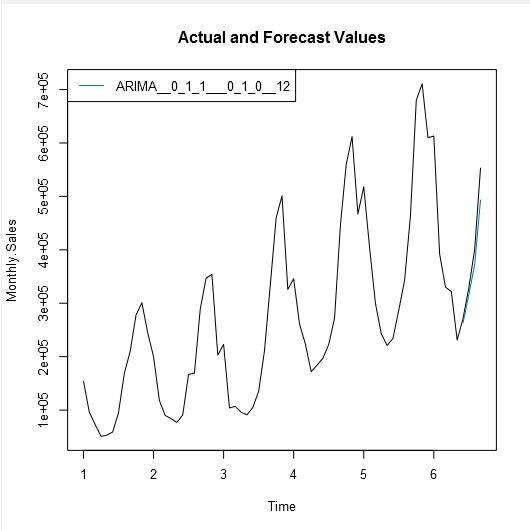 Actual and Forecast Values
ARIMA__0_1_1___0_1_0__12
7e+05
6e+05
5e+05
4e+05
3e+05
2e+05
1e+05
Monthly.Sales
1 2 3 4 5 6
Time